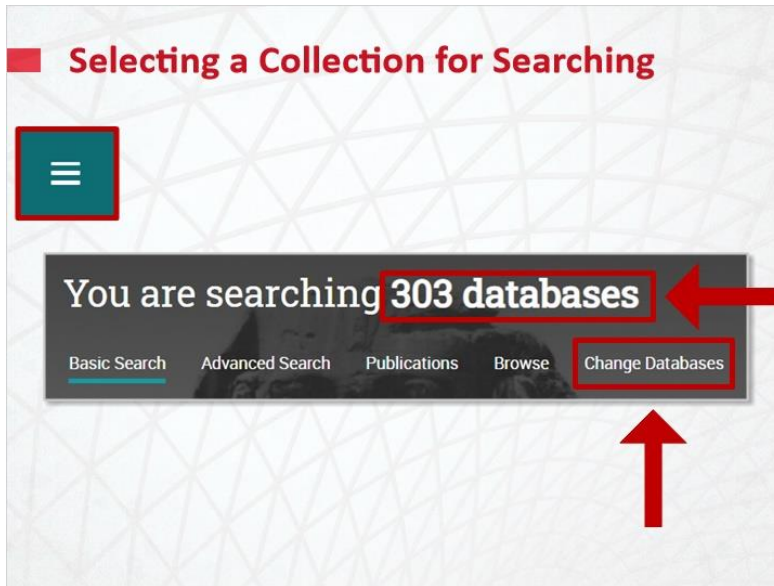 Selecting a Collection for Searching
You are searching 303 databases
Basic Search Advanced Search Publications Browse Change Databases